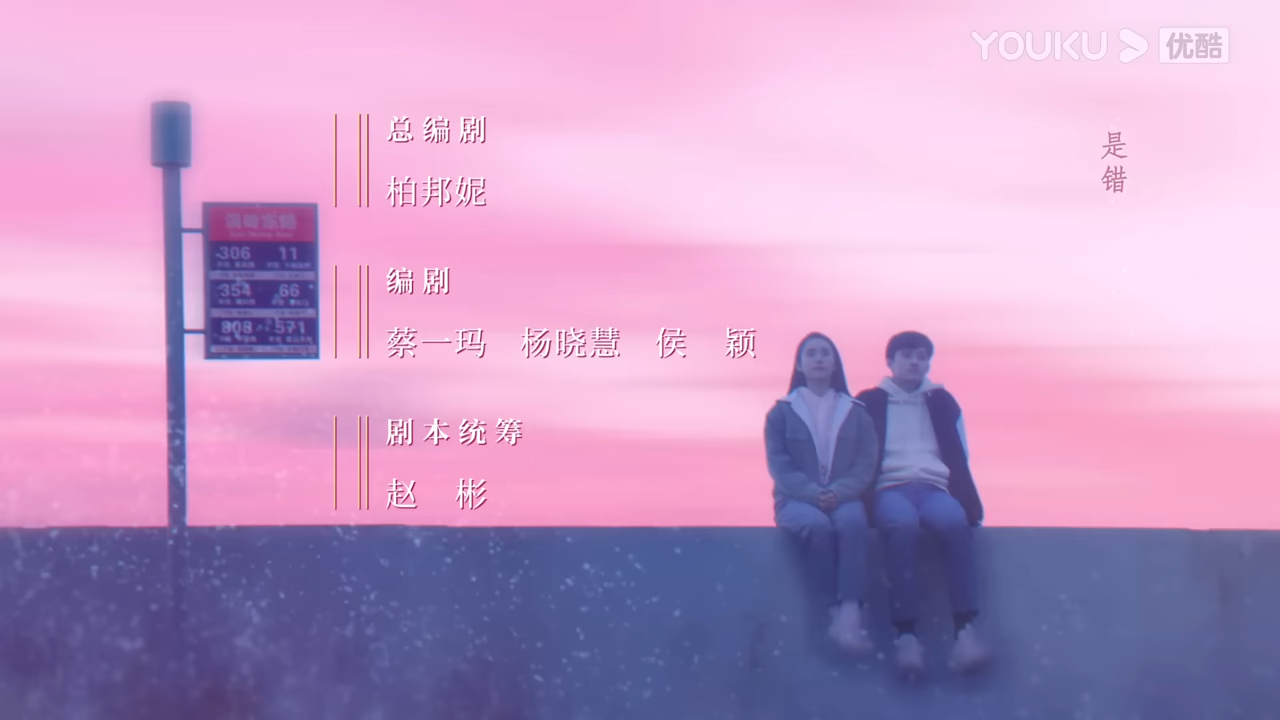 YOUKU 优酷
总编剧
柏邦妮
编剧
蔡一玛 杨晓慧 侯 颖
剧本统筹
赵 彬
是错
306 11
354 66
808 571